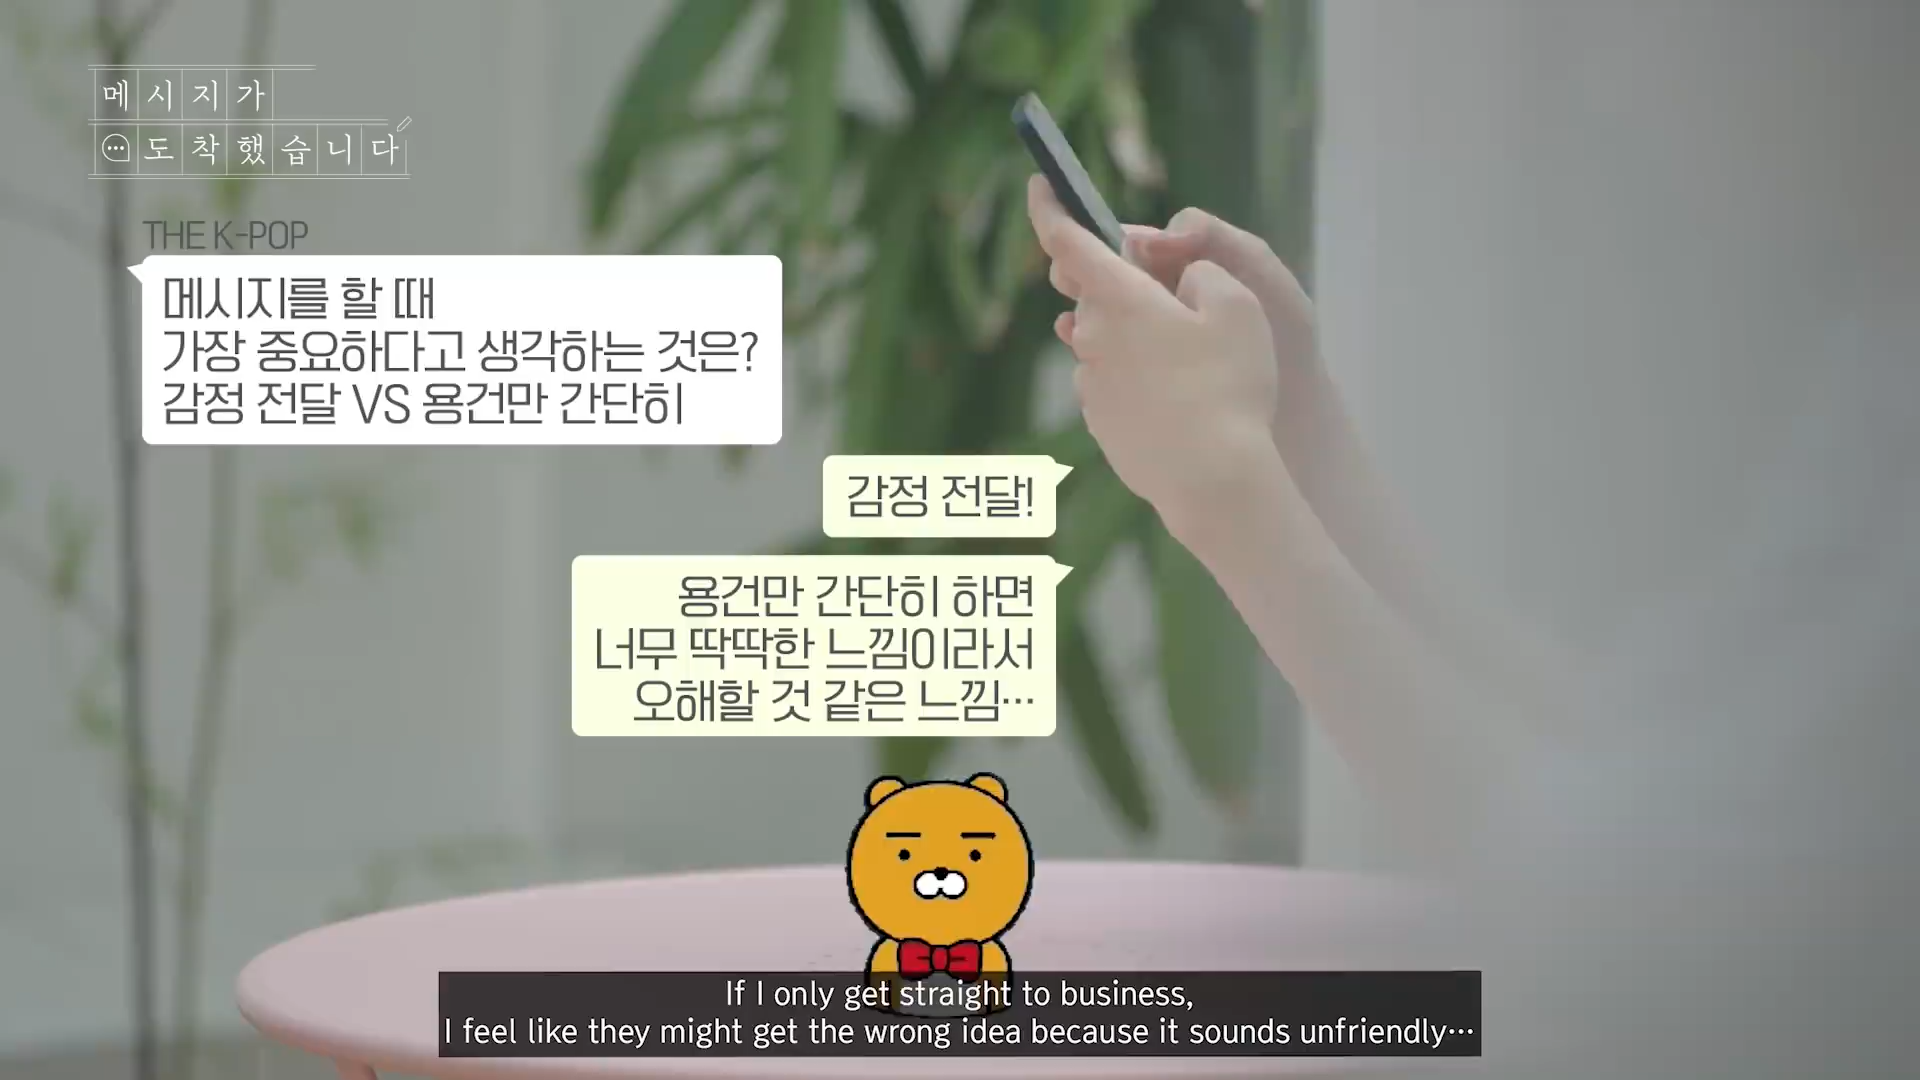 메시지가
도착했습니다
THE K-POP
메시지를 할 때
가장 중요하다고 생각하는 것은?
감정 전달 VS 용건만 간단히
감정 전달!
용건만 간단히 하면
너무 딱딱한 느낌이라서
오해할 것 같은 느낌…
If I only get straight to business,
I feel like they might get the wrong idea because it sounds unfriendly…